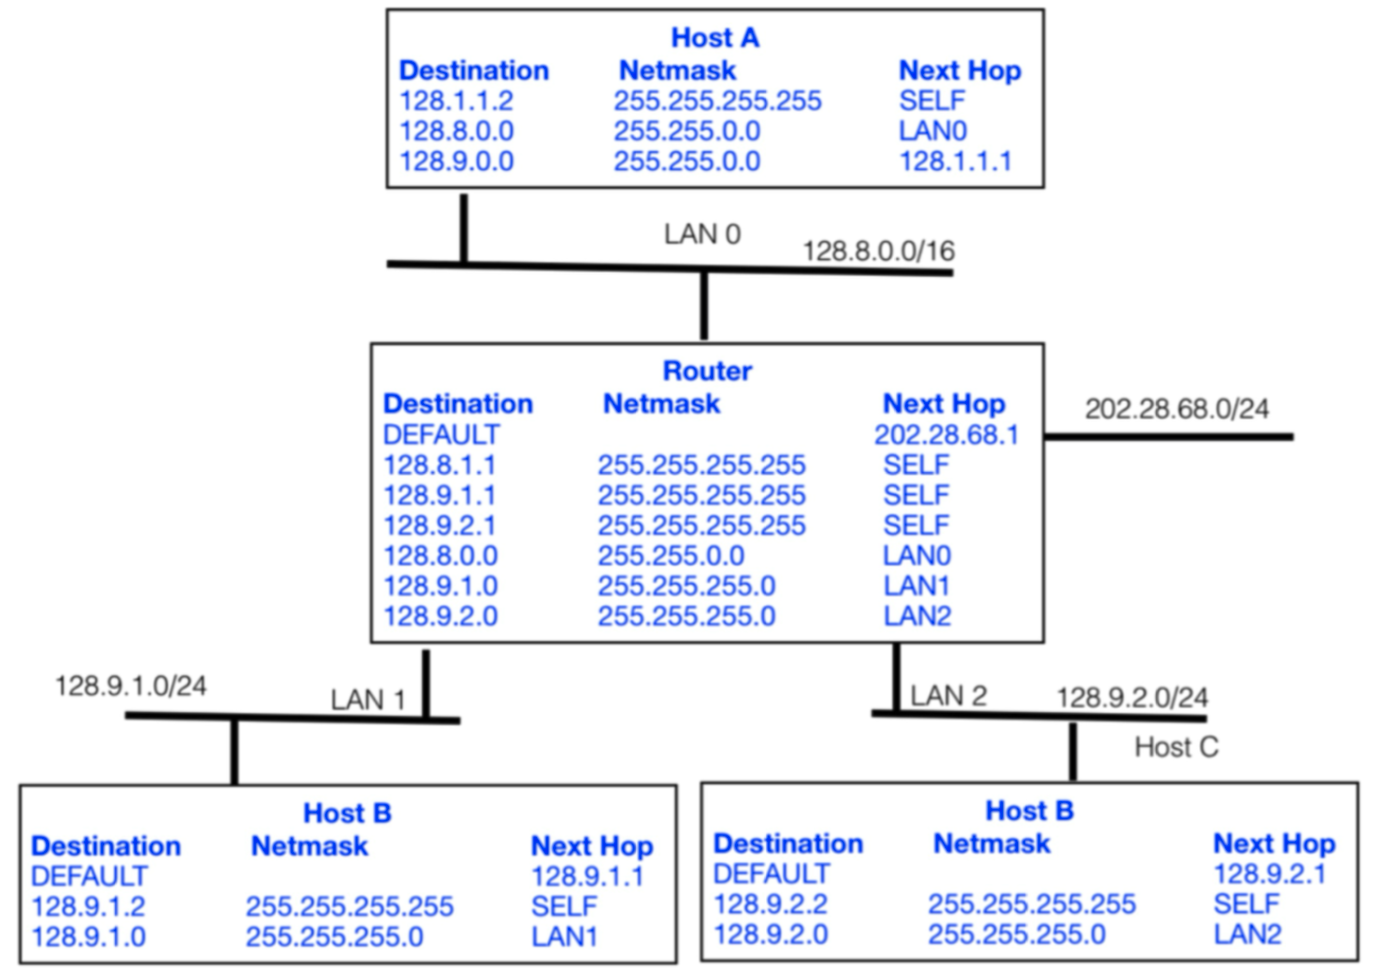 Host A
Destination Netmask Next Hop
128.1.1.2 255.255.255.255 SELF
128.8.0.0 255.255.0.0 LAN0
128.9.0.0 255.255.0.0 128.1.1.1
LAN 0
128.8.0.0/16
Router
Destination Netmask Next Hop
DEFAULT 202.28.68.1
128.8.1.1 255.255.255.255 SELF
128.9.1.1 255.255.255.255 SELF
128.9.2.1 255.255.255.255 SELF
128.8.0.0 255.255.0.0 LAN0
128.9.1.0 255.255.255.0 LAN1
128.9.2.0 255.255.255.0 LAN2
202.28.68.0/24
128.9.1.0/24
LAN 1
LAN 2
128.9.2.0/24
Host C
Host B
Destination Netmask Next Hop
DEFAULT 128.9.1.1
128.9.1.2 255.255.255.255 SELF
128.9.1.0 255.255.255.0 LAN1
Host B
Destination Netmask Next Hop
DEFAULT 128.9.2.1
128.9.2.2 255.255.255.255 SELF
128.9.2.0 255.255.255.0 LAN2